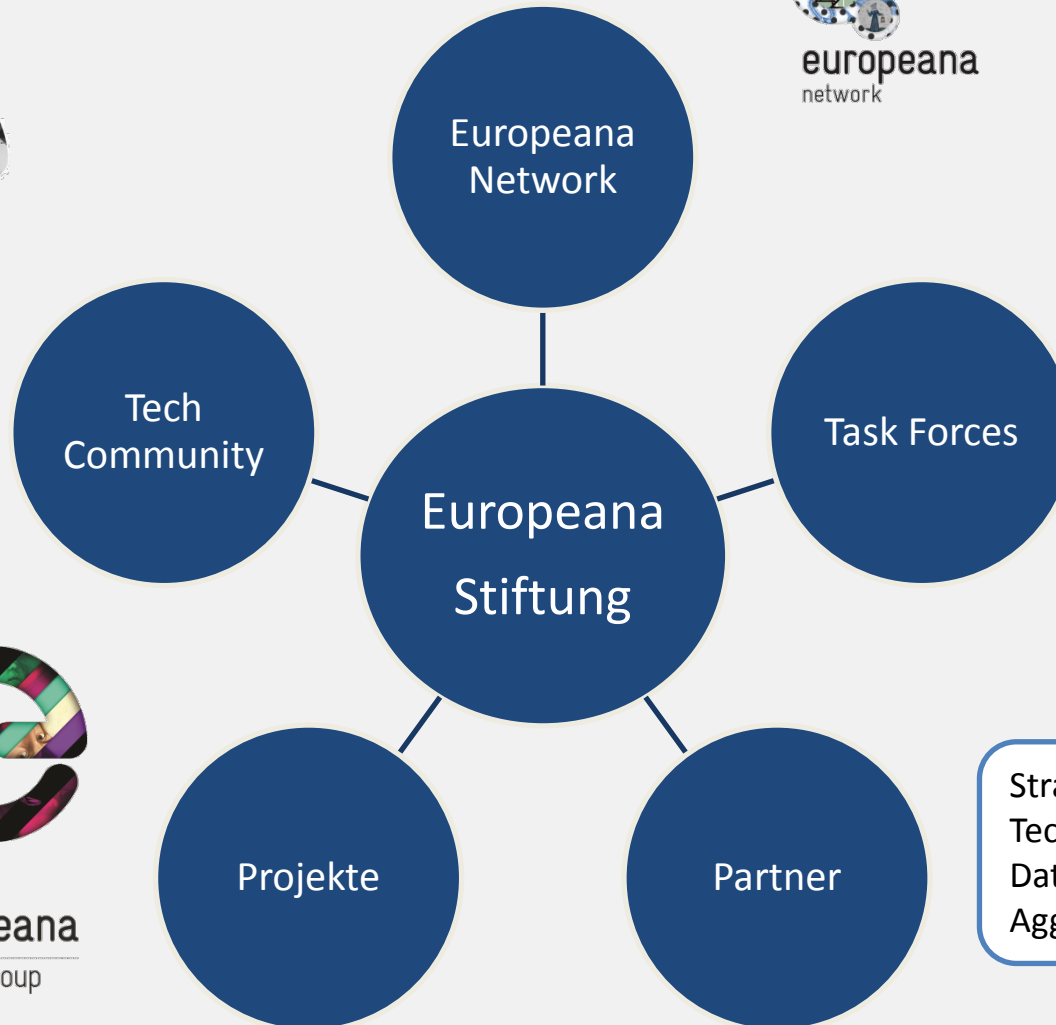 europeana
network
Europeana
Network
Tech
Community
Task Forces
Europeana
Stiftung
Projekte
Partner